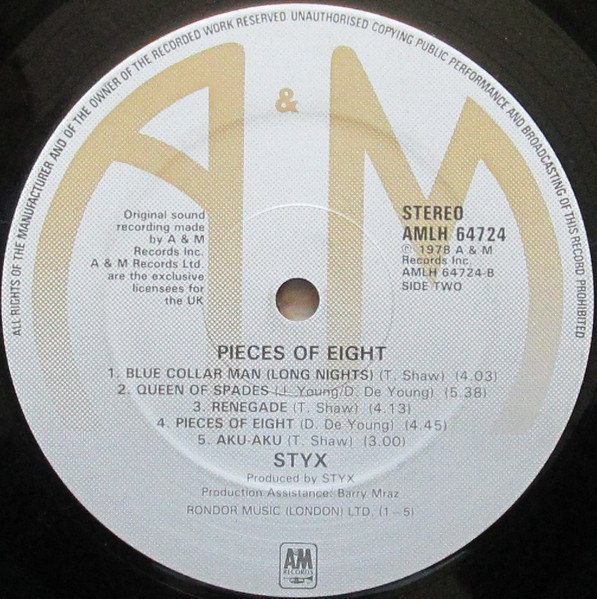 ALL RIGHTS OF THE MANUFACTURER AND OF THE OWNER OF THE RECORDED WORK RESERVED UNAUTHORISED COPYING PUBLIC PERFORMANCE AND BROADCASTING OF THIS RECORD PROHIBITED
A & M
Original sound
recording made
by A & M
Records Inc.
A & M Records Ltd.
are the exclusive
licensees for
the UK
STEREO
AMLH 64724
℗ 1978 A & M
Records Inc.
AMLH 64724-B
SIDE TWO
PIECES OF EIGHT
1. BLUE COLLAR MAN (LONG NIGHTS) (T. Shaw) (4.03)
2. QUEEN OF SPADES (J. Young/D. De Young) (5.38)
3. RENEGADE (T. Shaw) (4.13)
4. PIECES OF EIGHT (D. De Young) (4.45)
5. AKU-AKU (T. Shaw) (3.00)
STYX
Produced by STYX
Production Assistance: Barry Mraz
RONDOR MUSIC (LONDON) LTD. (1–5)
AM
RECORDS